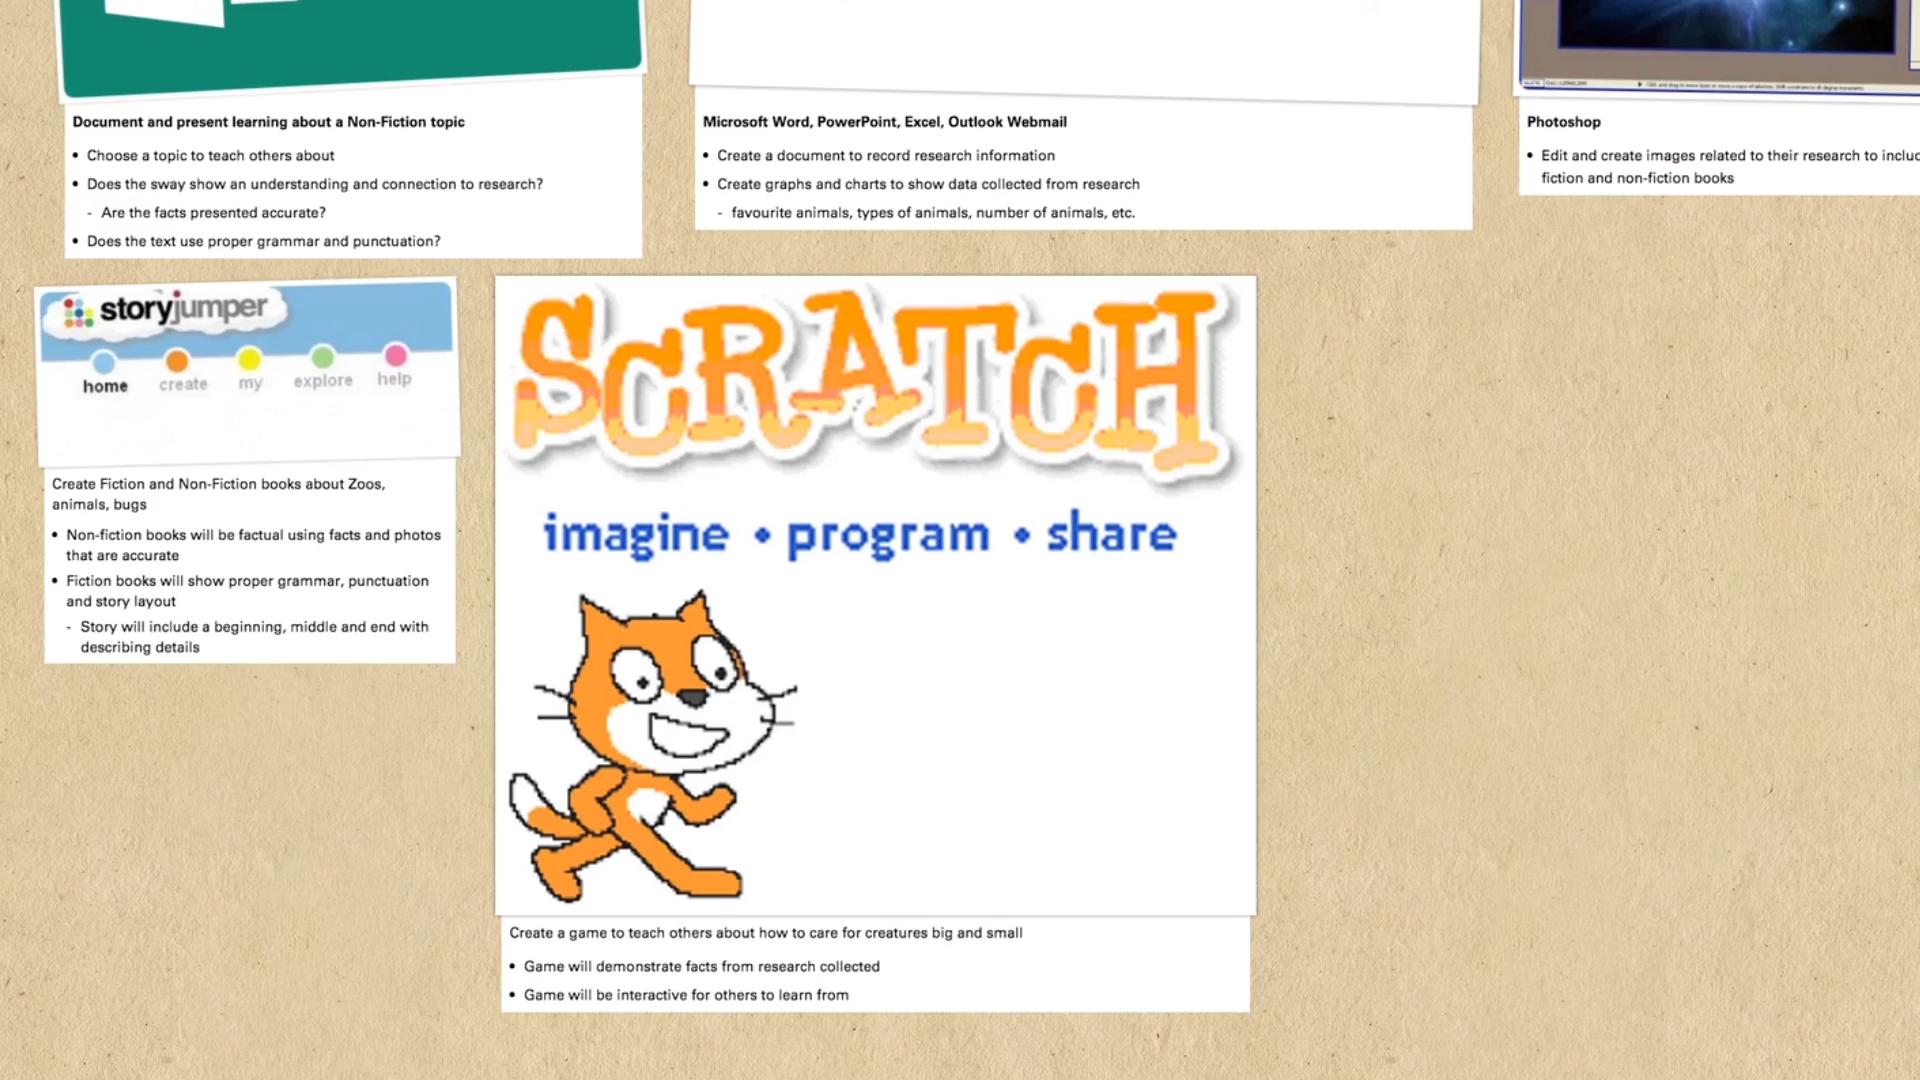 Document and present learning about a Non-Fiction topic
• Choose a topic to teach others about
• Does the sway show an understanding and connection to research?
- Are the facts presented accurate?
• Does the text use proper grammar and punctuation?
Microsoft Word, PowerPoint, Excel, Outlook Webmail
• Create a document to record research information
• Create graphs and charts to show data collected from research
- favourite animals, types of animals, number of animals, etc.
Photoshop
• Edit and create images related to their research to
fiction and non-fiction books
storyjumper
home create my explore help
Create Fiction and Non-Fiction books about Zoos,
animals, bugs
• Non-fiction books will be factual using facts and photos
that are accurate
• Fiction books will show proper grammar, punctuation
and story layout
- Story will include a beginning, middle and end with
describing details
SCRATCH
imagine • program • share
Create a game to teach others about how to care for creatures big and small
• Game will demonstrate facts from research collected
• Game will be interactive for others to learn from